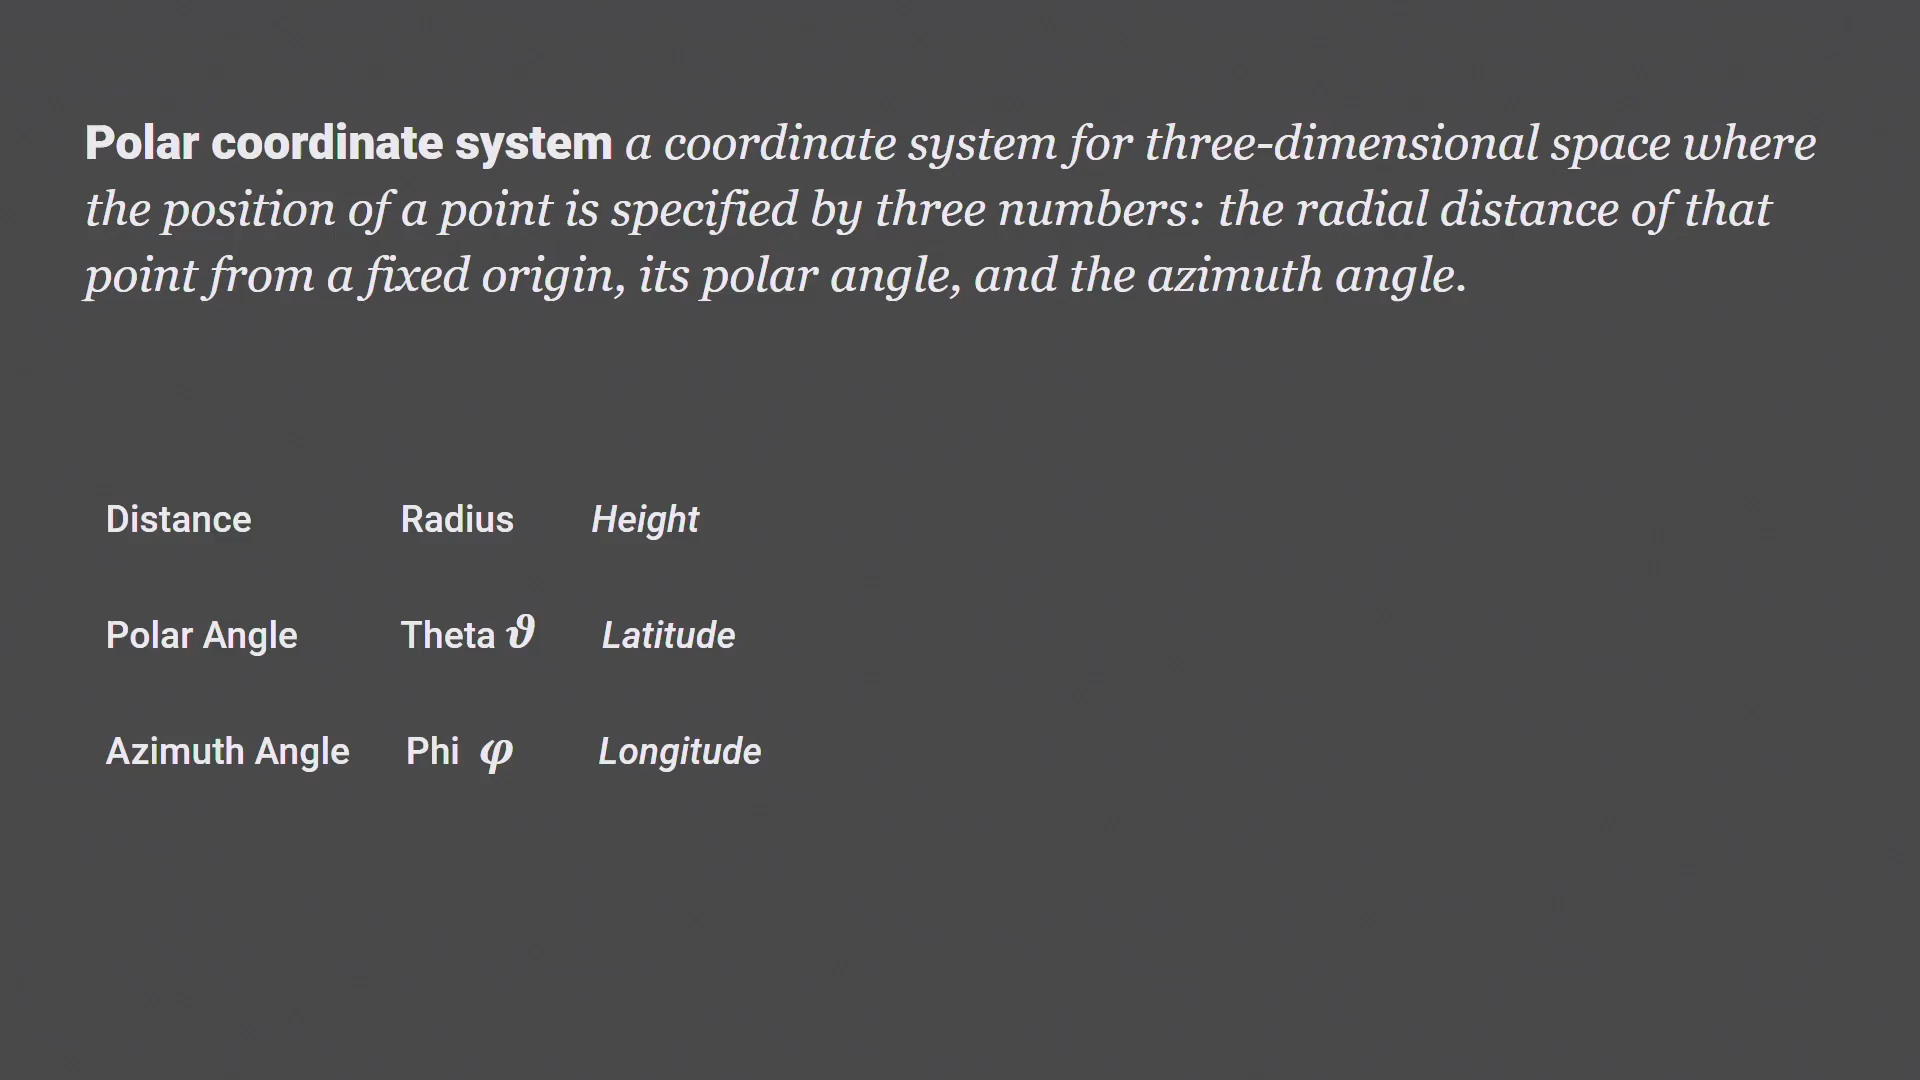 Polar coordinate system a coordinate system for three-dimensional space where
the position of a point is specified by three numbers: the radial distance of that
point from a fixed origin, its polar angle, and the azimuth angle.
Distance Radius Height
Polar Angle Theta ϑ Latitude
Azimuth Angle Phi φ Longitude